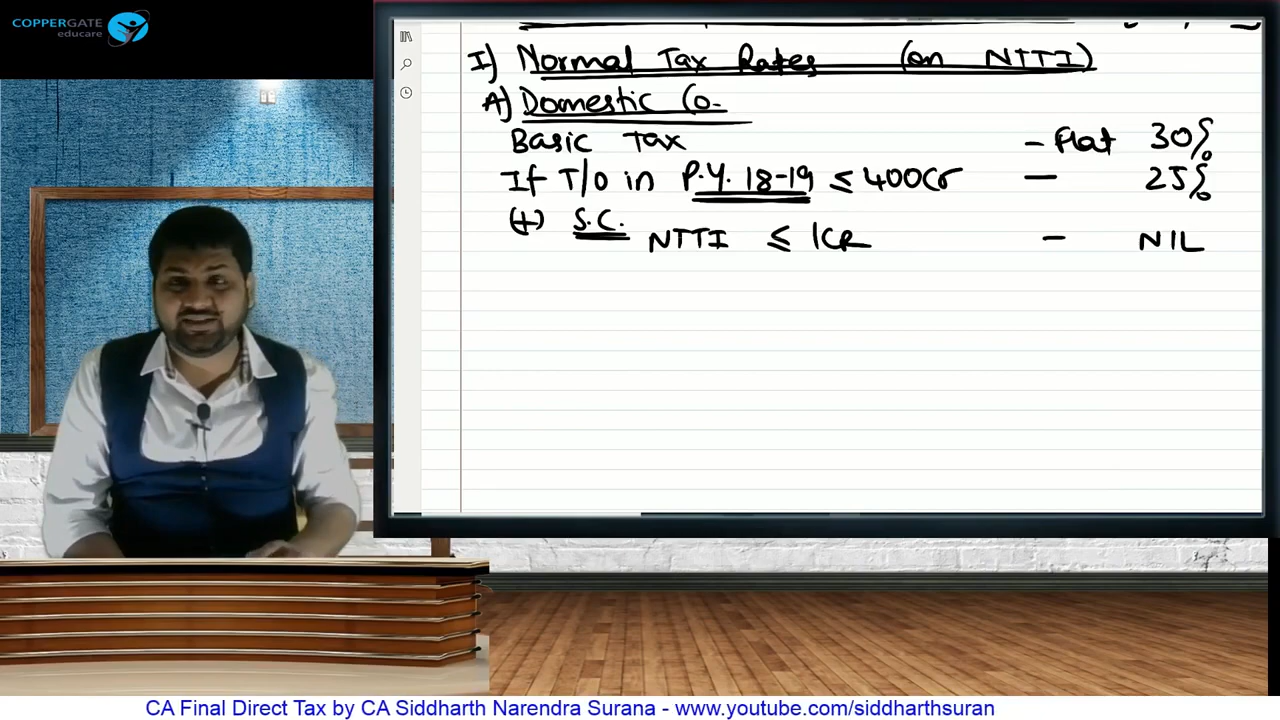 COPPERGATE
educare
I) Normal Tax Rates (on NTTI)
A) Domestic Co.
Basic Tax - Flat 30%
If T/O in P.Y. 18-19 ≤ 400Cr — 25%
(+) S.C.
NTTI ≤ 1CR — NIL
CA Final Direct Tax by CA Siddharth Narendra Surana - www.youtube.com/siddharthsuran